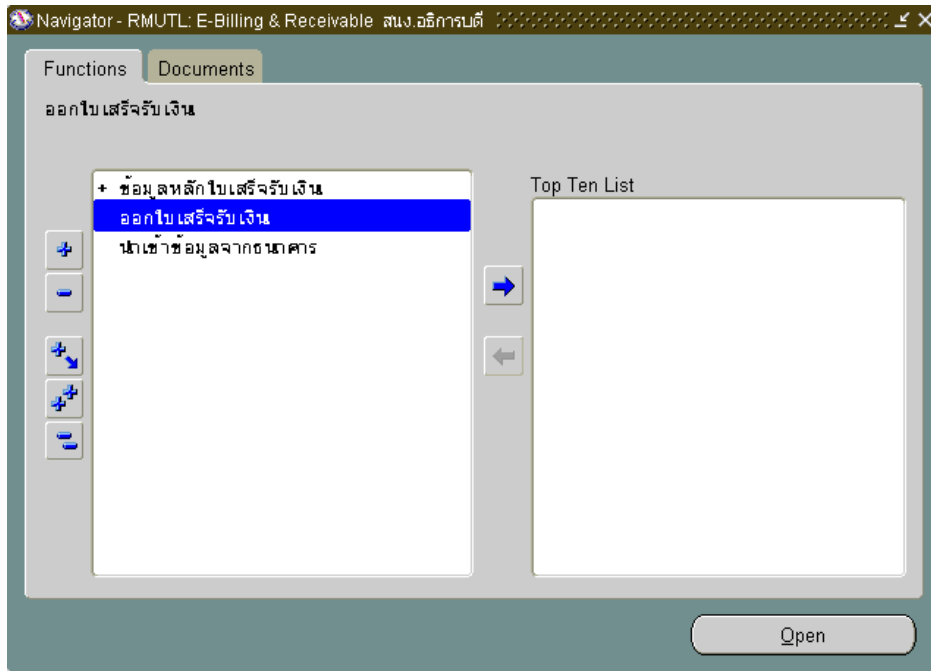 Navigator - RMUTL: E-Billing & Receivable สนง.อธิการบดี
Functions Documents
ออกใบเสร็จรับเงิน
+ ข้อมูลหลักใบเสร็จรับเงิน
Top Ten List
ออกใบเสร็จรับเงิน
นำเข้าข้อมูลจากธนาคาร
Open